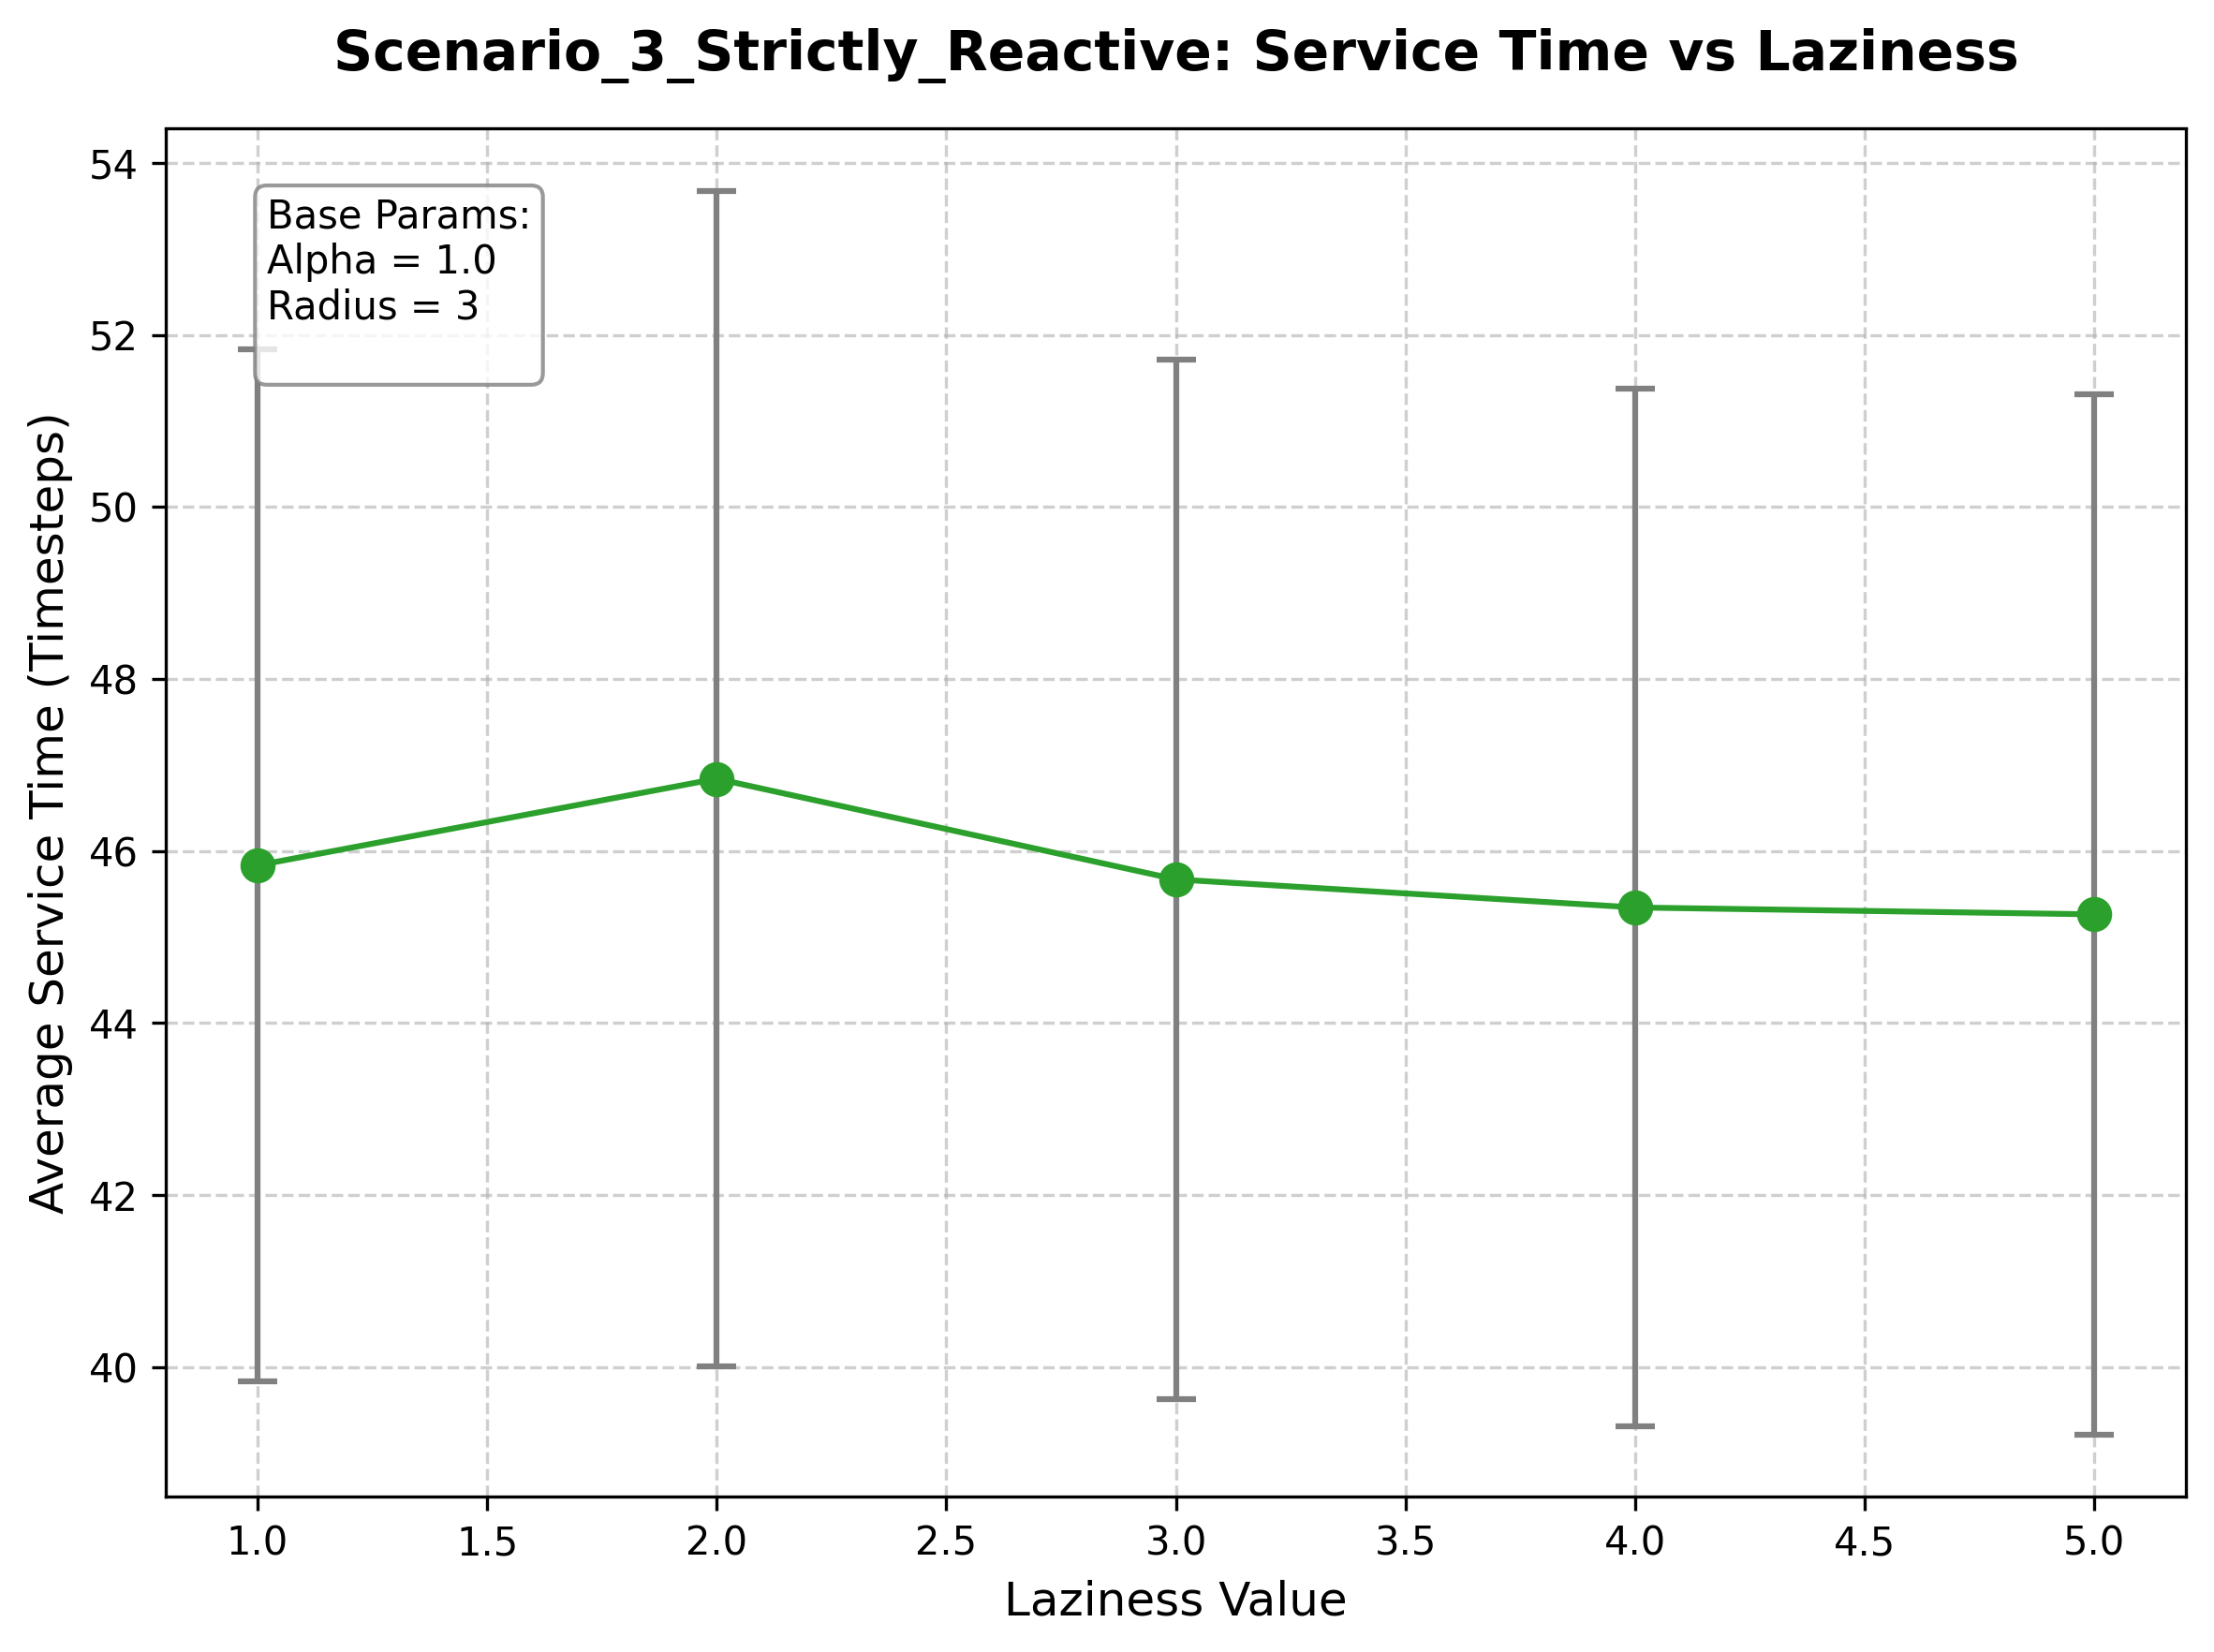 Scenario_3_Strictly_Reactive: Service Time vs Laziness
54
52
50
48
46
44
42
40
Average Service Time (Timesteps)
Base Params:
Alpha = 1.0
Radius = 3
1.0 1.5 2.0 2.5 3.0 3.5 4.0 4.5 5.0
Laziness Value